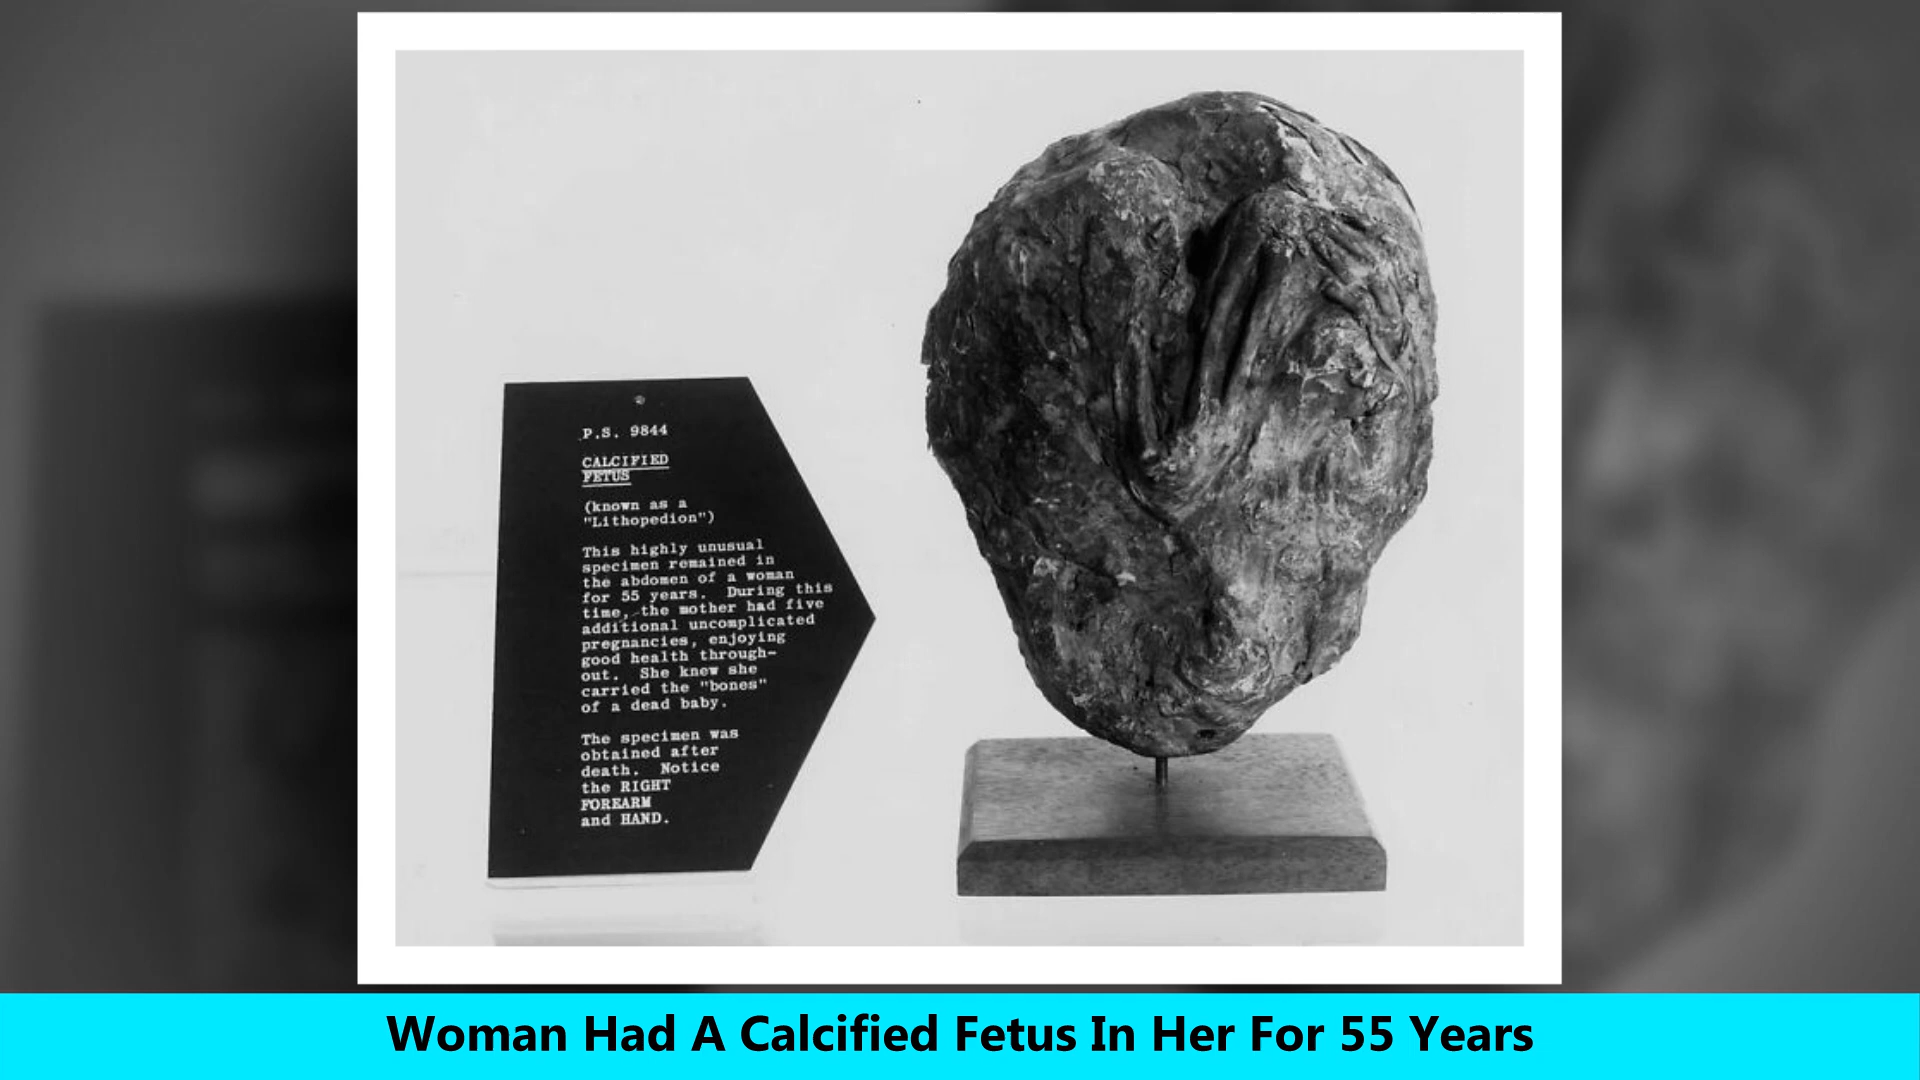 P.S. 9844
CALCIFIED
FETUS
(known as a
"Lithopedion")
This highly unusual
specimen remained in
the abdomen of a woman
for 55 years. During this
time, the mother had five
additional uncomplicated
pregnancies, enjoying
good health through-
out. She knew she
carried the "bones"
of a dead baby.
The specimen was
obtained after
death. Notice
the RIGHT
FOREARM
and HAND.
Woman Had A Calcified Fetus In Her For 55 Years